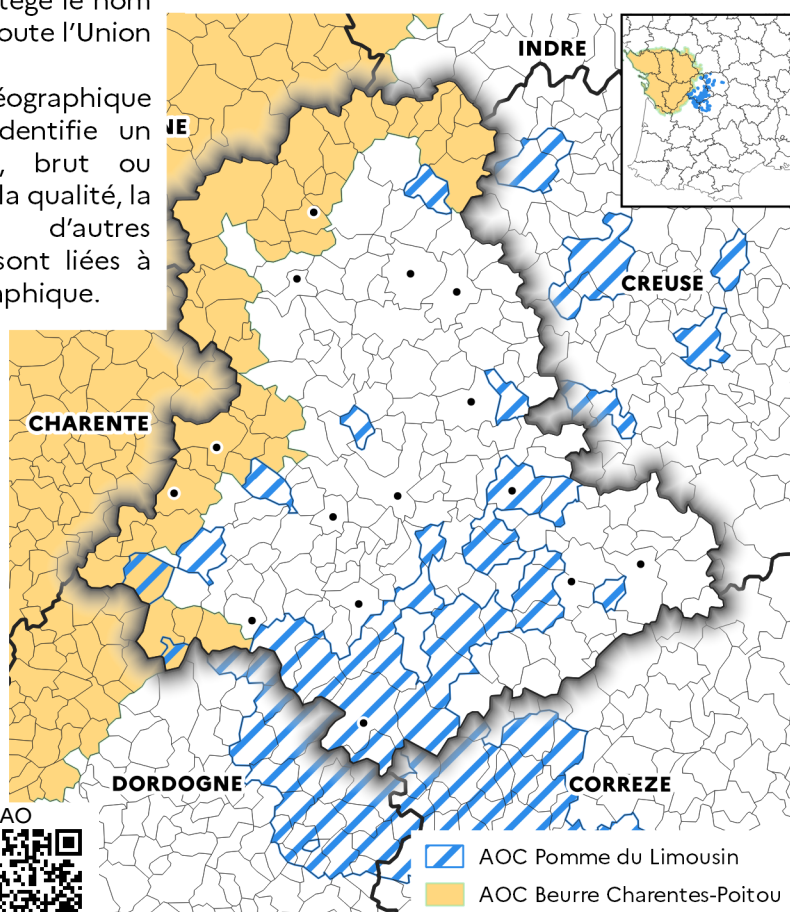 le nom
oute l’Union
éographique
dentifie un
, brut ou
la qualité, la
d’autres
sont liées à
aphique.
INDRE
NE
CREUSE
CHARENTE
DORDOGNE
CORREZE
AO
AOC Pomme du Limousin
AOC Beurre Charentes-Poitou